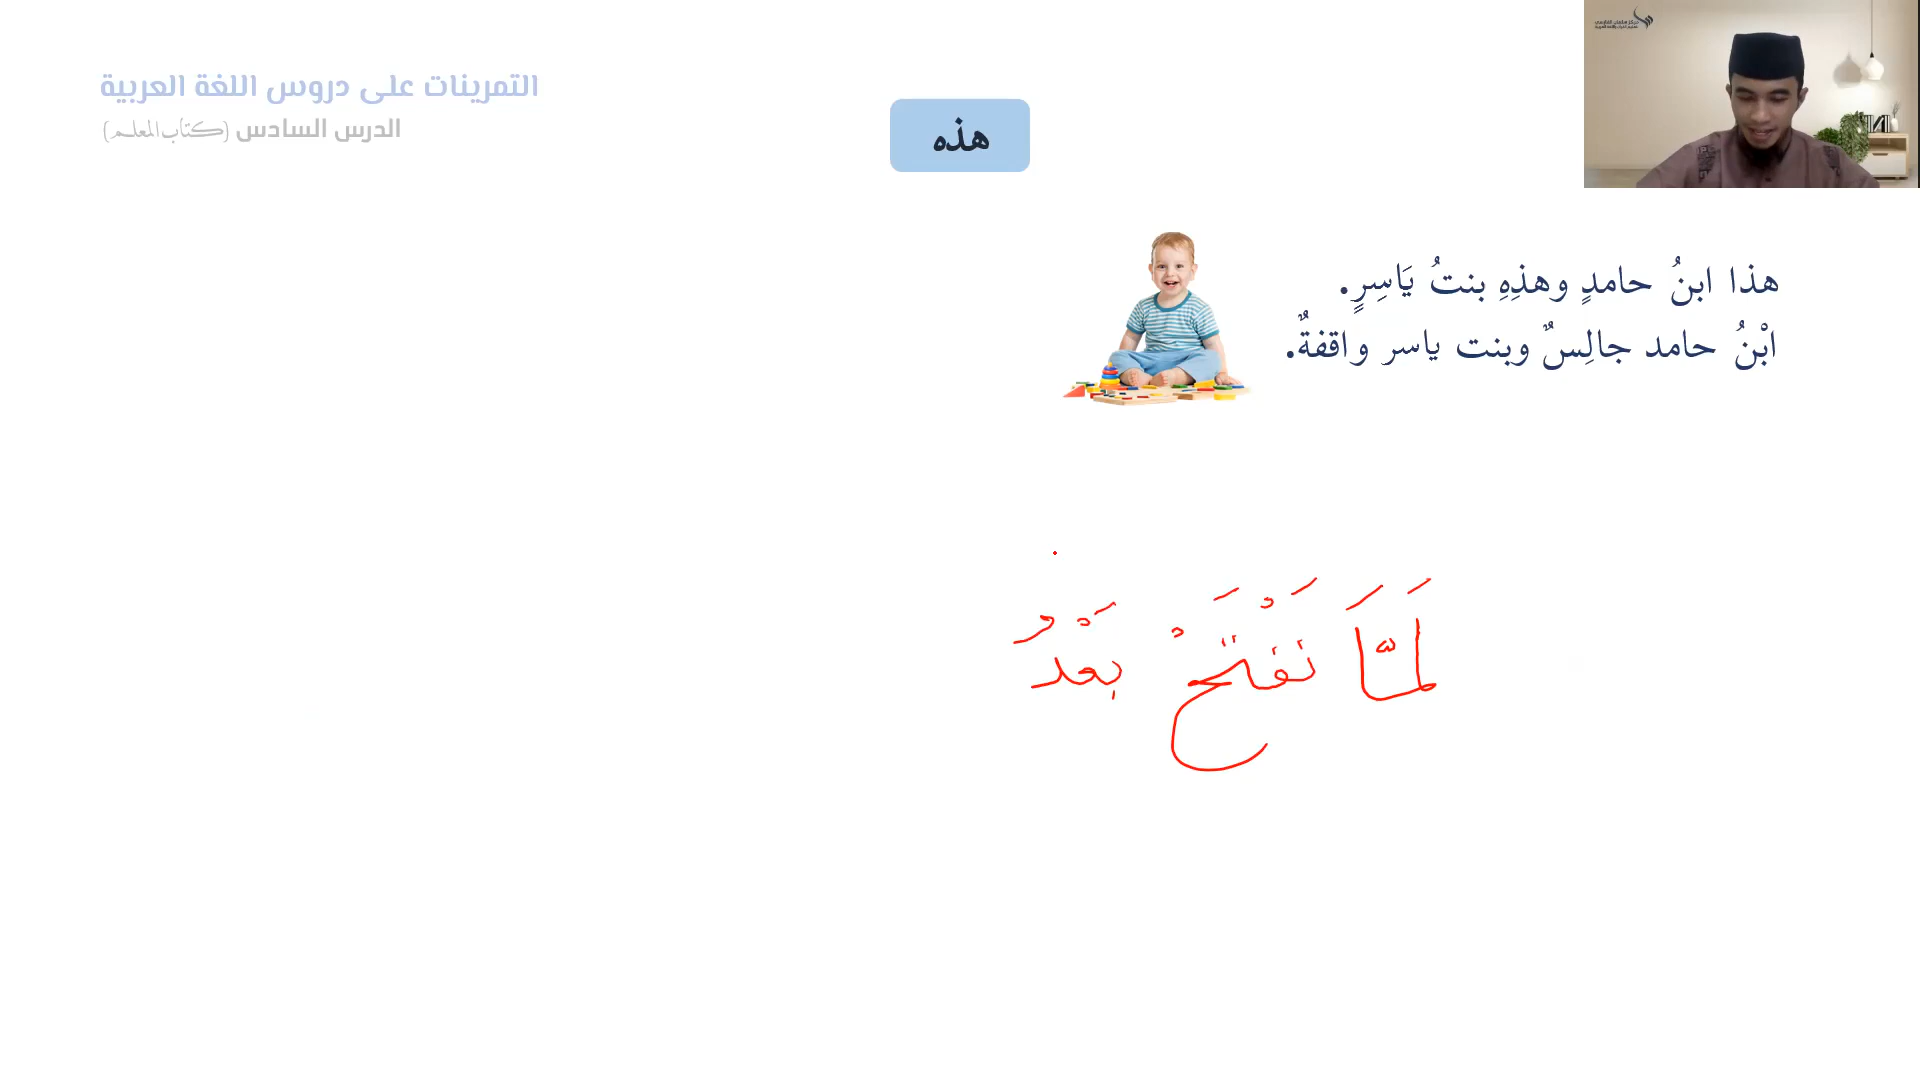 التمرينات على دروس اللغة العربية
الدرس السادس (كتاب المعلم)
هذه
هذا ابنُ حامدٍ وهذِهِ بنتُ يَاسِرٍ.
ابْنُ حامد جالِسٌ وبنت ياسر واقفةٌ.
لَمَّا نَفْتَحْ بَعْدُ